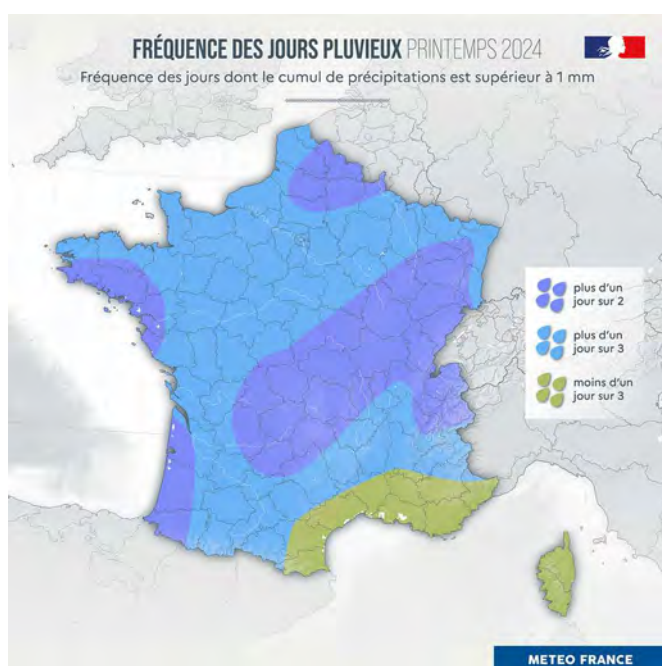 FRÉQUENCE DES JOURS PLUVIEUX PRINTEMPS 2024
Fréquence des jours dont le cumul de précipitations est supérieur à 1 mm
plus d'un
jour sur 2
plus d'un
jour sur 3
moins d'un
jour sur 3
METEO FRANCE